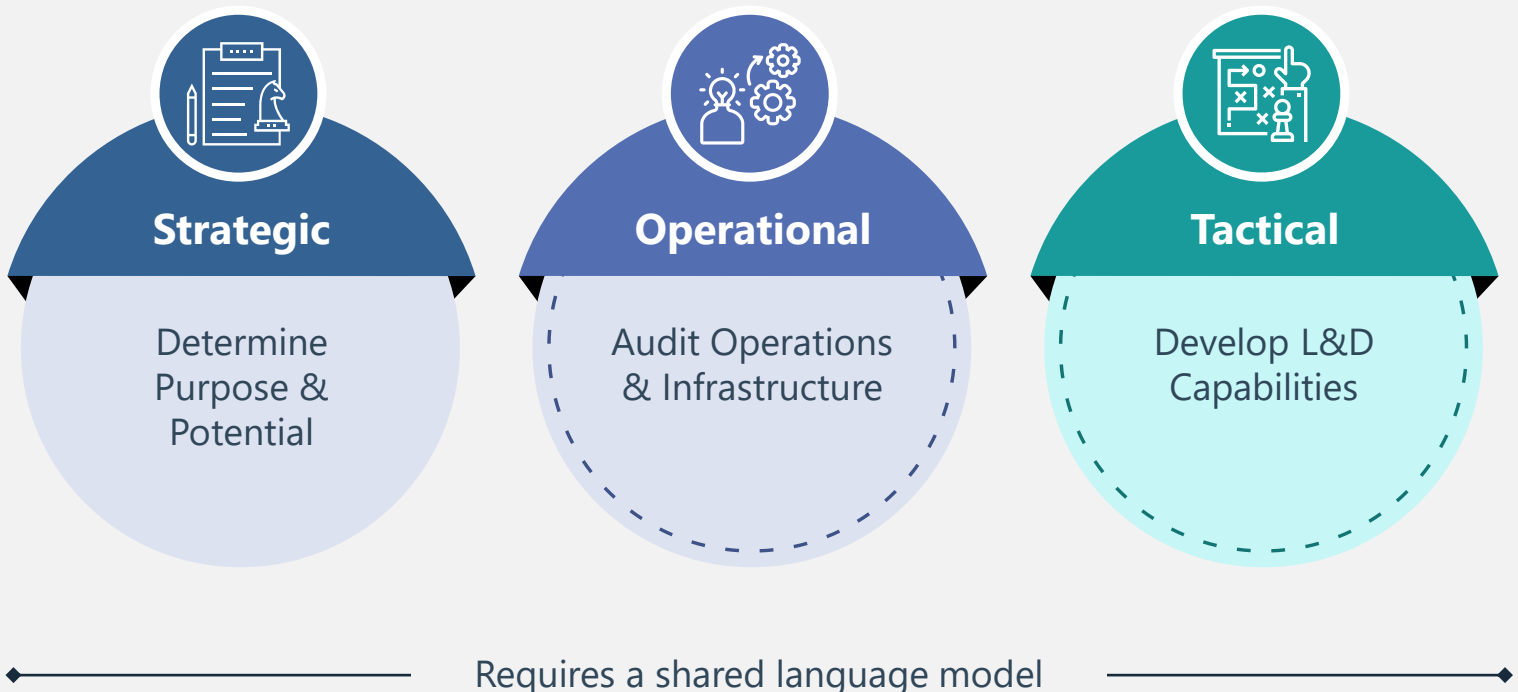 Strategic
Determine
Purpose &
Potential
Operational
Audit Operations
& Infrastructure
Tactical
Develop L&D
Capabilities
Requires a shared language model